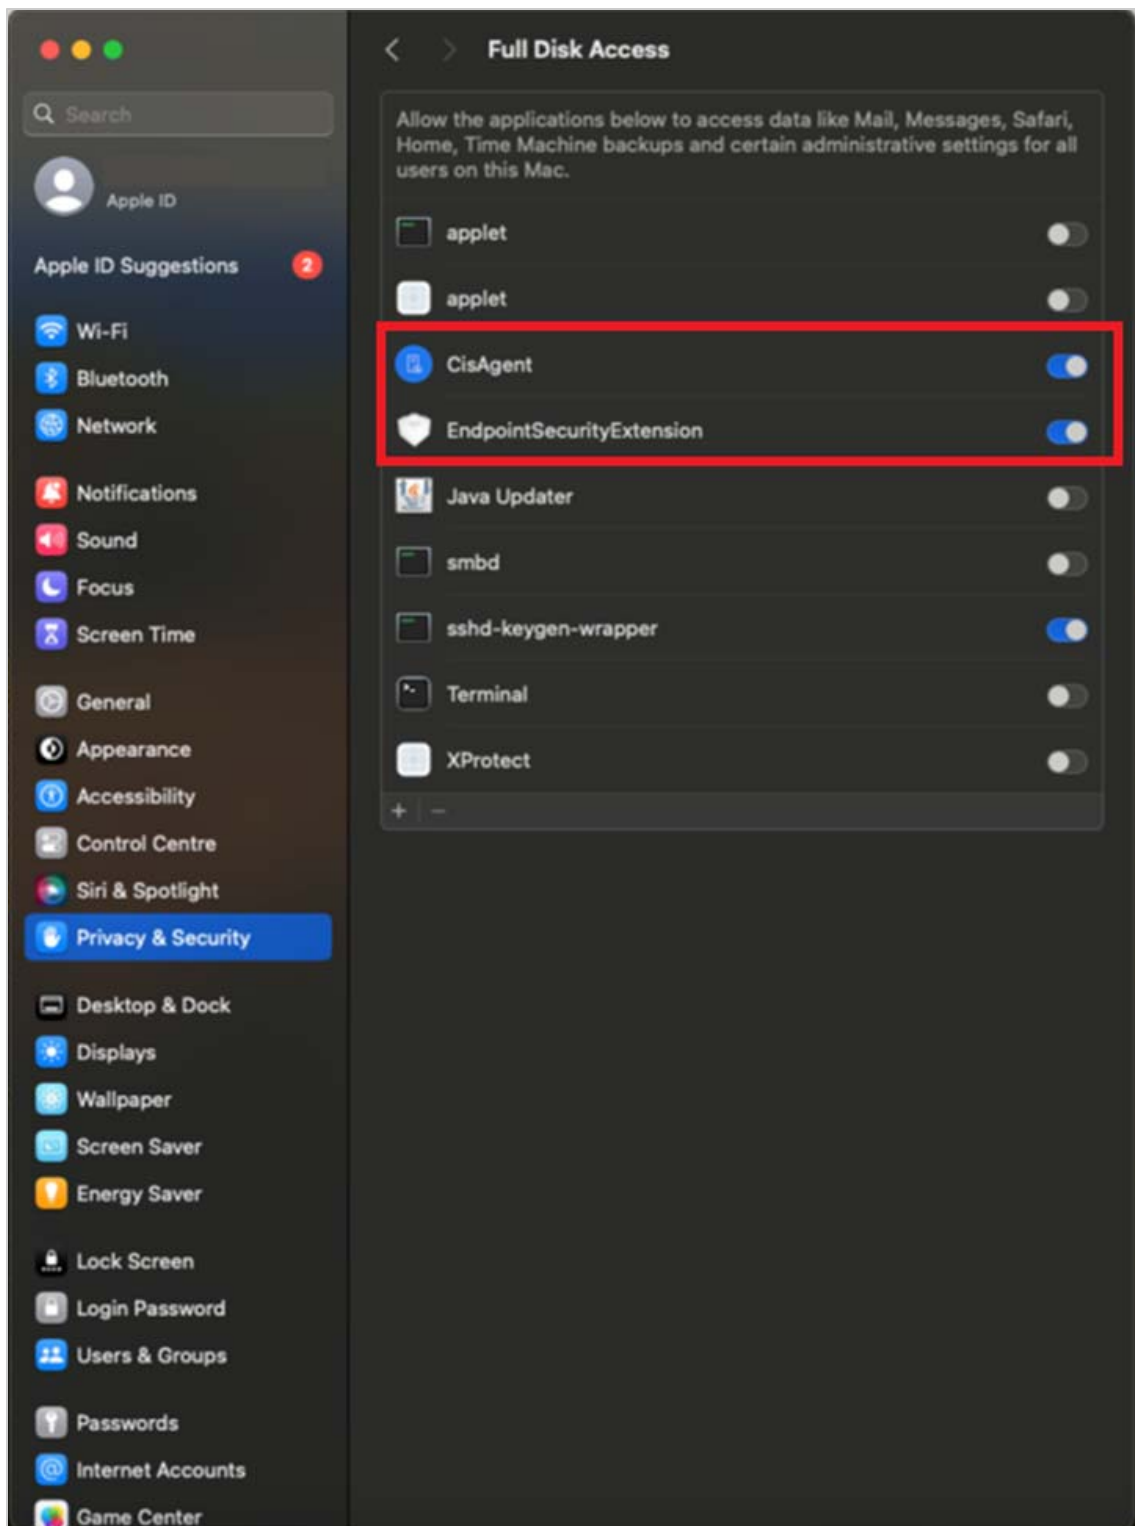 Full Disk Access
Search
Apple ID
Apple ID Suggestions 2
Wi-Fi
Bluetooth
Network
Notifications
Sound
Focus
Screen Time
General
Appearance
Accessibility
Control Centre
Siri & Spotlight
Privacy & Security
Desktop & Dock
Displays
Wallpaper
Screen Saver
Energy Saver
Lock Screen
Login Password
Users & Groups
Passwords
Internet Accounts
Game Center
Allow the applications below to access data like Mail, Messages, Safari,
Home, Time Machine backups and certain administrative settings for all
users on this Mac.
applet
applet
CisAgent
EndpointSecurityExtension
Java Updater
smbd
sshd-keygen-wrapper
Terminal
XProtect